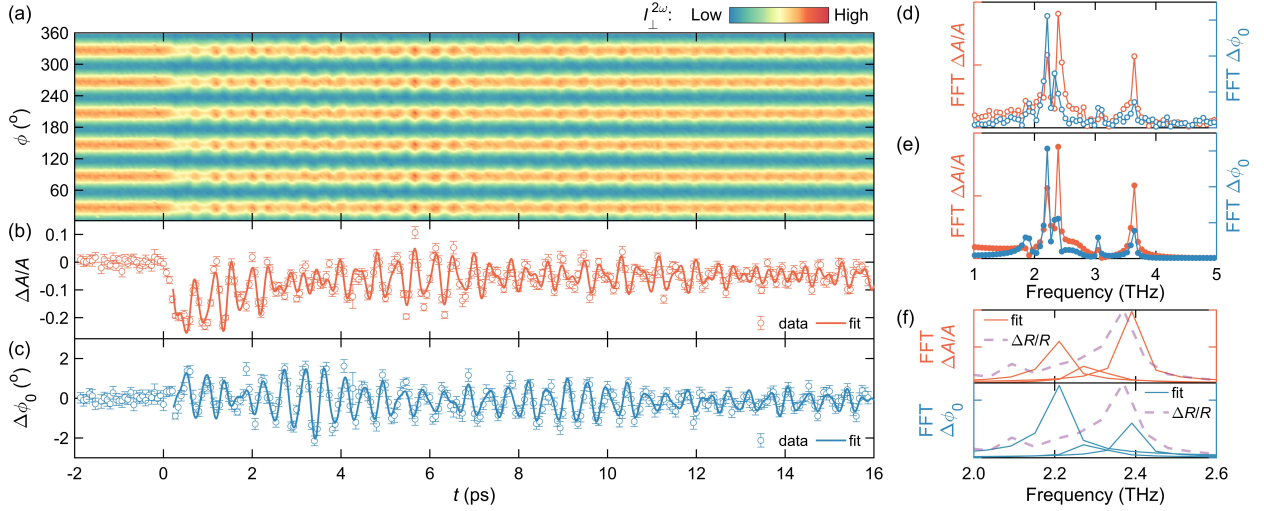 (a)
I⊥2ω: Low High
360
300
240
180
120
60
ϕ (°)
(b)
0.1
0
-0.1
-0.2
ΔA/A
data fit
(c)
2
0
-2
Δϕ0 (°)
data fit
-2 0 2 4 6 8 10 12 14 16
t (ps)
(d)
FFT ΔA/A
FFT Δϕ0
(e)
FFT ΔA/A
FFT Δϕ0
1 2 3 4 5
Frequency (THz)
(f)
FFT
ΔA/A
fit
ΔR/R
FFT
Δϕ0
fit
ΔR/R
2.0 2.2 2.4 2.6
Frequency (THz)